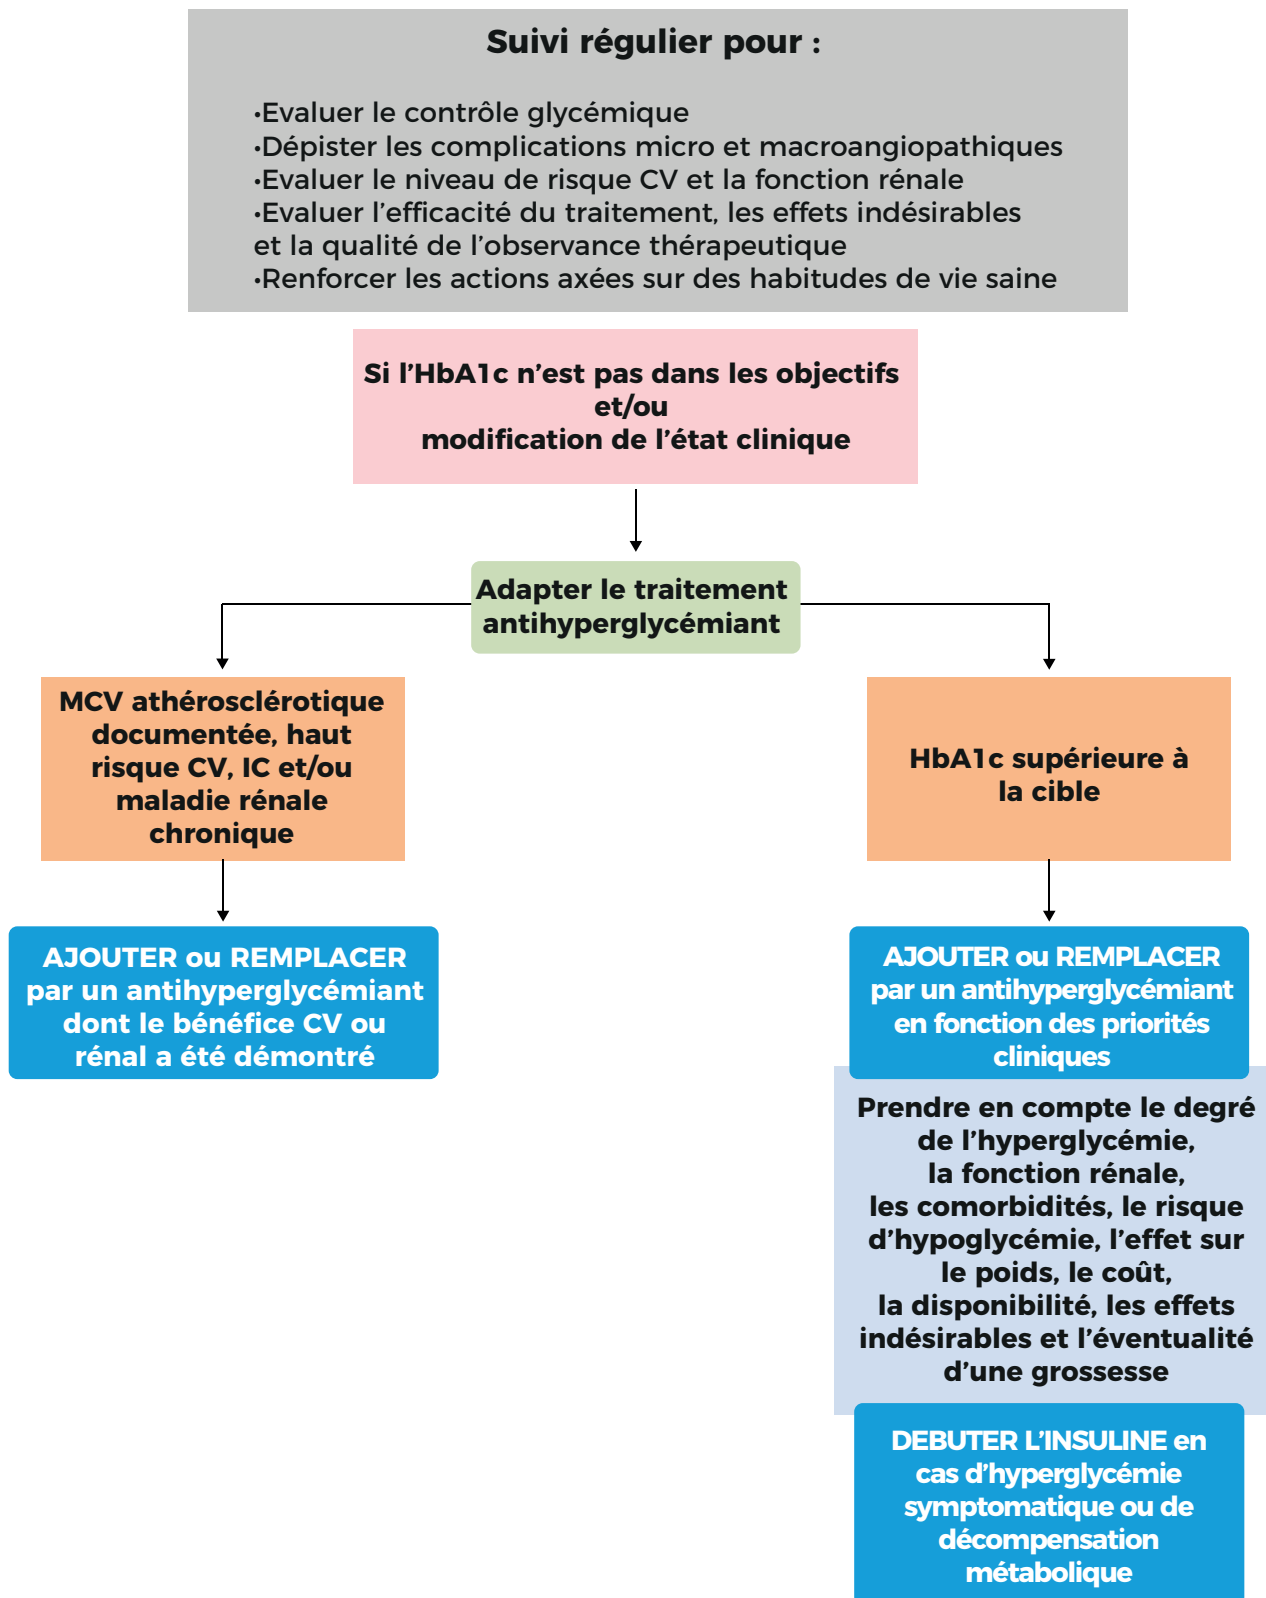 Suivi régulier pour :
•Evaluer le contrôle glycémique
•Dépister les complications micro et macroangiopathiques
•Evaluer le niveau de risque CV et la fonction rénale
•Evaluer l’efficacité du traitement, les effets indésirables
et la qualité de l’observance thérapeutique
•Renforcer les actions axées sur des habitudes de vie saine
Si l’HbA1c n’est pas dans les objectifs
et/ou
modification de l’état clinique
Adapter le traitement
antihyperglycémiant
MCV athérosclérotique
documentée, haut
risque CV, IC et/ou
maladie rénale
chronique
AJOUTER ou REMPLACER
par un antihyperglycémiant
dont le bénéfice CV ou
rénal a été démontré
HbA1c supérieure à
la cible
AJOUTER ou REMPLACER
par un antihyperglycémiant
en fonction des priorités
cliniques
Prendre en compte le degré
de l’hyperglycémie,
la fonction rénale,
les comorbidités, le risque
d’hypoglycémie, l’effet sur
le poids, le coût,
la disponibilité, les effets
indésirables et l’éventualité
d’une grossesse
DEBUTER L’INSULINE en
cas d’hyperglycémie
symptomatique ou de
décompensation
métabolique